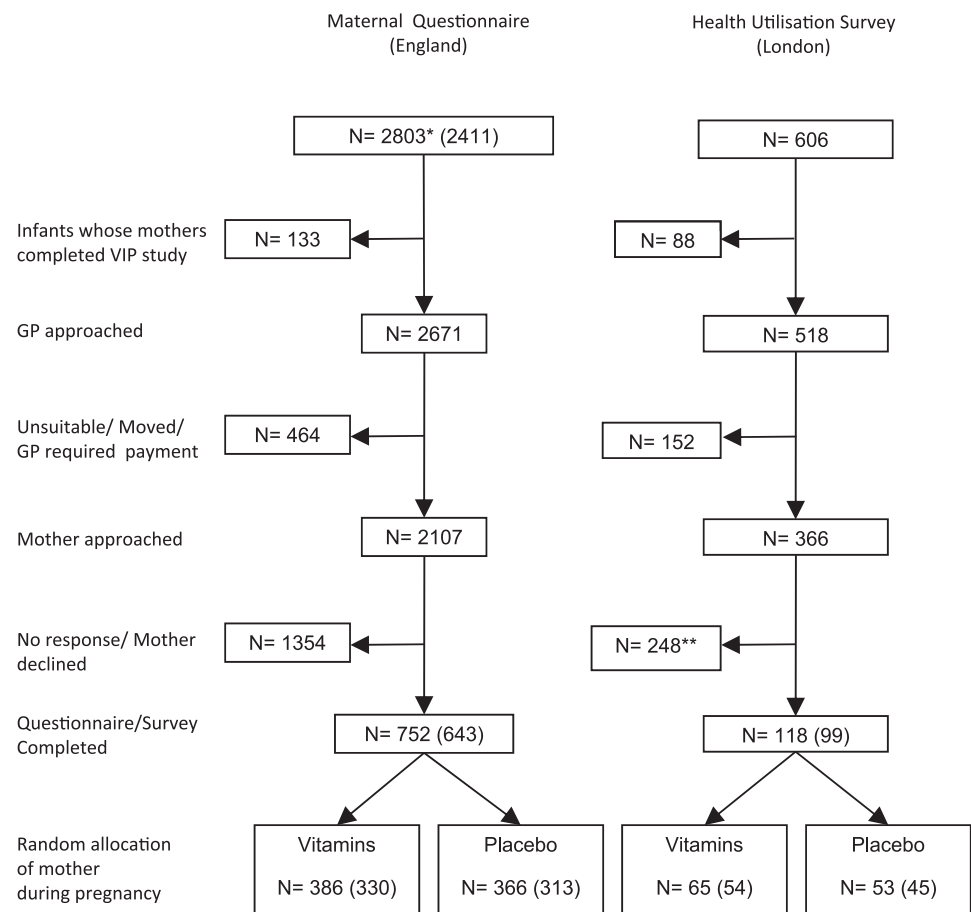 Maternal Questionnaire
(England)
Health Utilisation Survey
(London)
N= 2803* (2411)
N= 606
Infants whose mothers
completed VIP study
N= 133
N= 88
GP approached
N= 2671
N= 518
Unsuitable/ Moved/
GP required payment
N= 464
N= 152
Mother approached
N= 2107
N= 366
No response/ Mother
declined
N= 1354
N= 248**
Questionnaire/Survey
Completed
N= 752 (643)
N= 118 (99)
Random allocation
of mother
during pregnancy
Vitamins
N= 386 (330)
Placebo
N= 366 (313)
Vitamins
N= 65 (54)
Placebo
N= 53 (45)